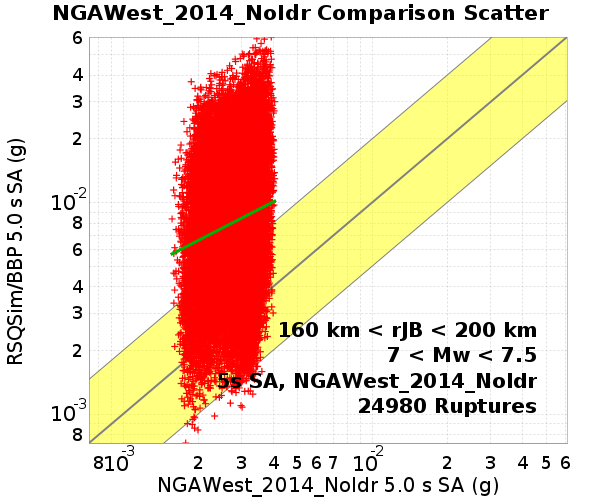 NGAWest_2014_NoIdr Comparison Scatter
RSQSim/BBP 5.0 s SA (g)
6
4
3
2
10-2
8
6
4
3
2
10-3
8
160 km < rJB < 200 km
7 < Mw < 7.5
5s SA, NGAWest_2014_NoIdr
24980 Ruptures
8 10-3 2 3 4 5 6 7 10-2 2 3 4 5 6
NGAWest_2014_NoIdr 5.0 s SA (g)